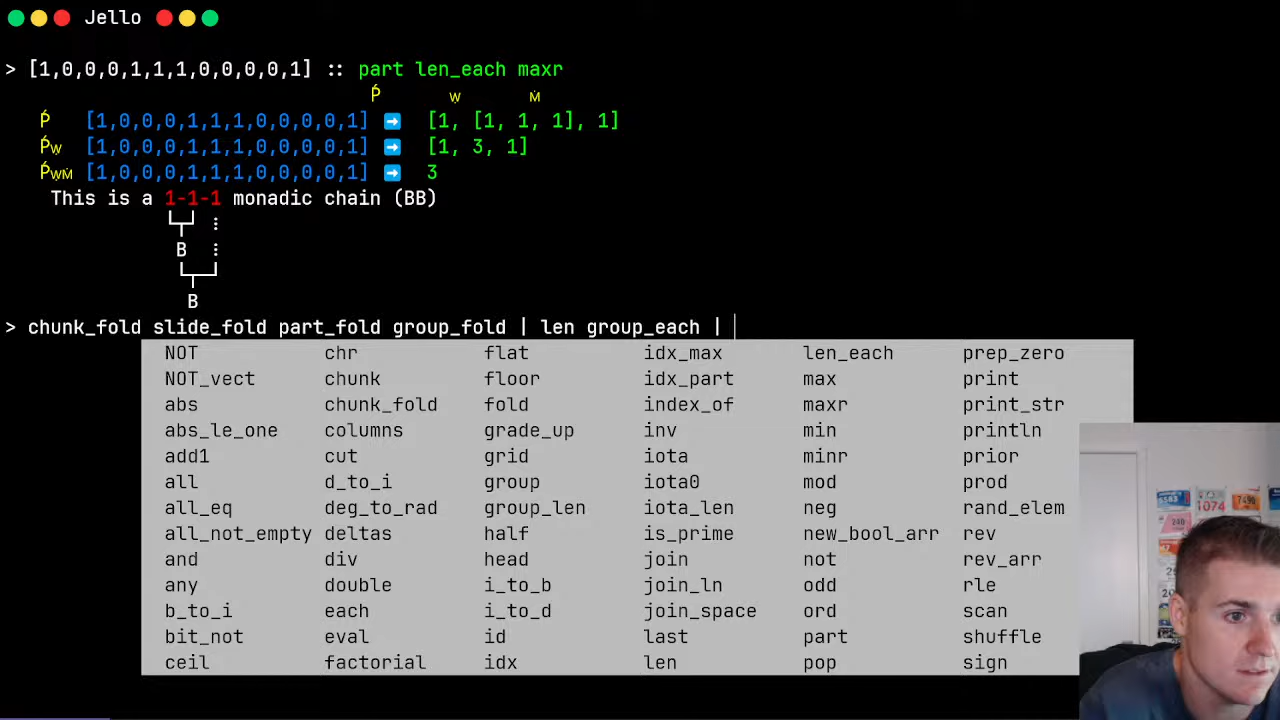 Jello
> [1,0,0,0,1,1,1,0,0,0,0,1] :: part len_each maxr
Ṕ Ẉ Ṁ
Ṕ [1,0,0,0,1,1,1,0,0,0,0,1] ➡ [1, [1, 1, 1], 1]
ṔẈ [1,0,0,0,1,1,1,0,0,0,0,1] ➡ [1, 3, 1]
ṔẈṀ [1,0,0,0,1,1,1,0,0,0,0,1] ➡ 3
This is a 1-1-1 monadic chain (BB)
B
B
> chunk_fold slide_fold part_fold group_fold | len group_each |
NOT chr flat idx_max len_each prep_zero
NOT_vect chunk floor idx_part max print
abs chunk_fold fold index_of maxr print_str
abs_le_one columns grade_up inv min println
add1 cut grid iota minr prior
all d_to_i group iota0 mod prod
all_eq deg_to_rad group_len iota_len neg rand_elem
all_not_empty deltas half is_prime new_bool_arr rev
and div head join not rev_arr
any double i_to_b join_ln odd rle
b_to_i each i_to_d join_space ord scan
bit_not eval id last part shuffle
ceil factorial idx len pop sign